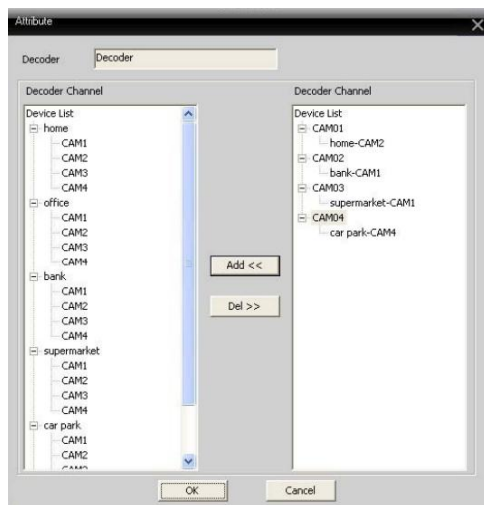 Attribute
Decoder Decoder
Decoder Channel
Device List
home
CAM1
CAM2
CAM3
CAM4
office
CAM1
CAM2
CAM3
CAM4
bank
CAM1
CAM2
CAM3
CAM4
supermarket
CAM1
CAM2
CAM3
CAM4
car park
CAM1
CAM2
Add <<
Del >>
Decoder Channel
Device List
CAM01
home-CAM2
CAM02
bank-CAM1
CAM03
supermarket-CAM1
CAM04
car park-CAM4
OK
Cancel